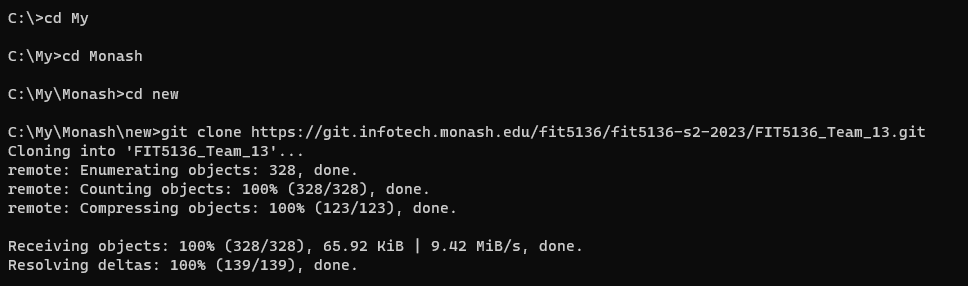 C:\>cd My
C:\My>cd Monash
C:\My\Monash>cd new
C:\My\Monash\new>git clone https://git.infotech.monash.edu/fit5136/fit5136-s2-2023/FIT5136_Team_13.git
Cloning into 'FIT5136_Team_13'...
remote: Enumerating objects: 328, done.
remote: Counting objects: 100% (328/328), done.
remote: Compressing objects: 100% (123/123), done.
Receiving objects: 100% (328/328), 65.92 KiB | 9.42 MiB/s, done.
Resolving deltas: 100% (139/139), done.